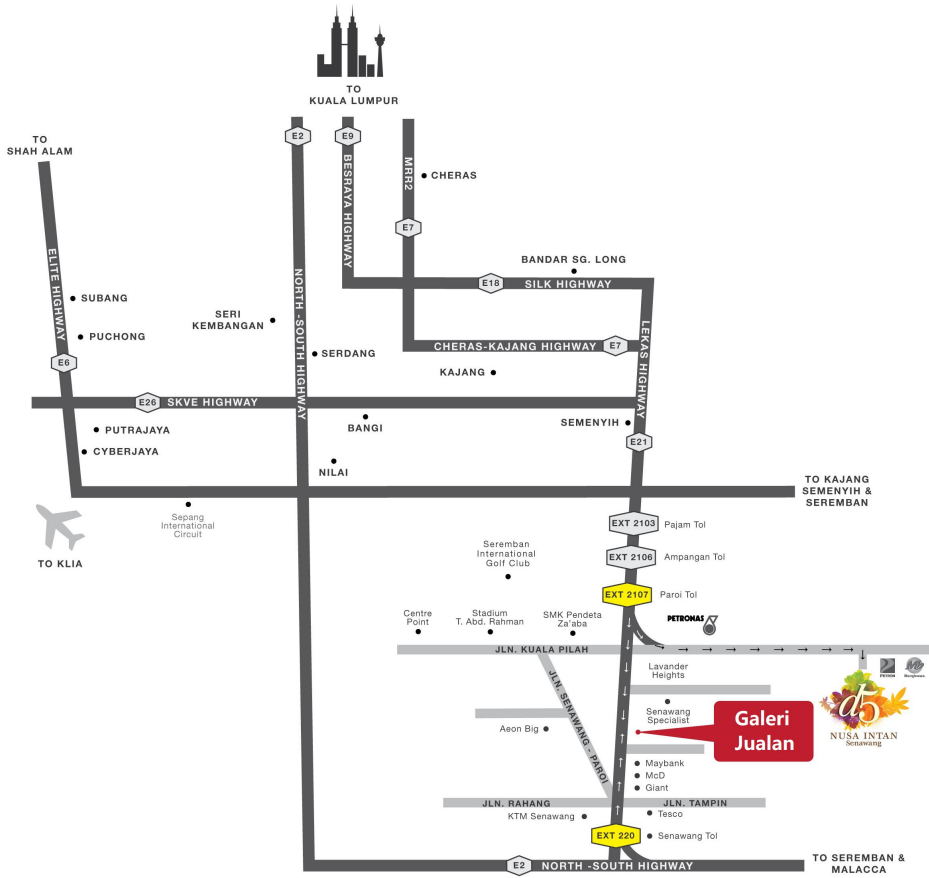 TO
KUALA LUMPUR
TO
SHAH ALAM
E2
E9
MRR2
BESRAYA HIGHWAY
CHERAS
E7
ELITE HIGHWAY
NORTH -SOUTH HIGHWAY
BANDAR SG. LONG
E18
SILK HIGHWAY
SUBANG
SERI
KEMBANGAN
PUCHONG
SERDANG
LEKAS HIGHWAY
CHERAS-KAJANG HIGHWAY
E7
E6
KAJANG
E26
SKVE HIGHWAY
PUTRAJAYA
BANGI
SEMENYIH
CYBERJAYA
E21
NILAI
TO KAJANG
SEMENYIH &
SEREMBAN
Sepang
International
Circuit
TO KLIA
EXT 2103
Pajam Tol
EXT 2106
Ampangan Tol
Seremban
International
Golf Club
EXT 2107
Paroi Tol
Centre
Point
Stadium
T. Abd. Rahman
SMK Pendeta
Za'aba
PETRONAS
JLN. KUALA PILAH
Lavander
Heights
PETRON
JLN. SENAWANG - PAROI
Senawang
Specialist
d5
NUSA INTAN
Senawang
Aeon Big
Galeri
Jualan
Maybank
McD
Giant
JLN. RAHANG
JLN. TAMPIN
KTM Senawang
Tesco
EXT 220
Senawang Tol
E2
NORTH -SOUTH HIGHWAY
TO SEREMBAN &
MALACCA